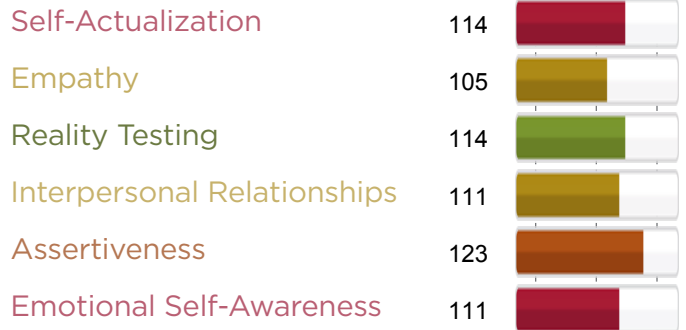 Self-Actualization 114
Empathy 105
Reality Testing 114
Interpersonal Relationships 111
Assertiveness 123
Emotional Self-Awareness 111